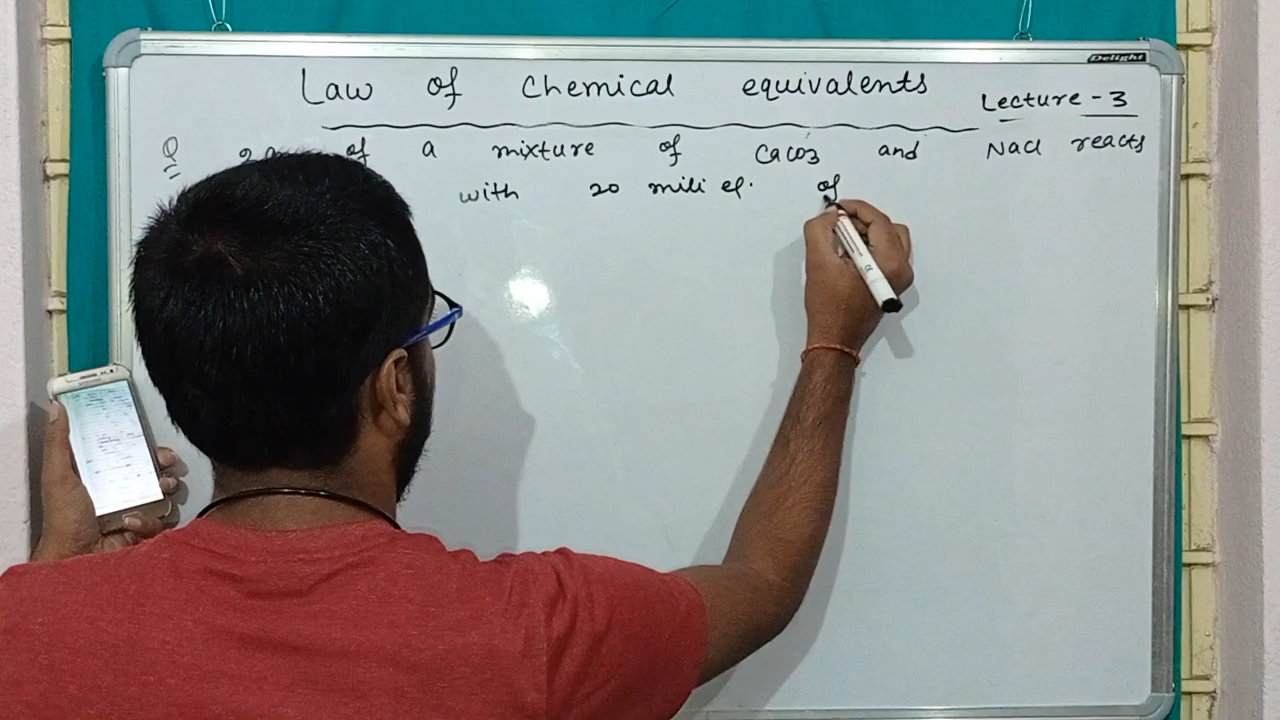 Delight
Law of Chemical equivalents
Lecture - 3
Q 2g of a mixture of CaCO3 and NaCl reacts
with 20 mili eq. of